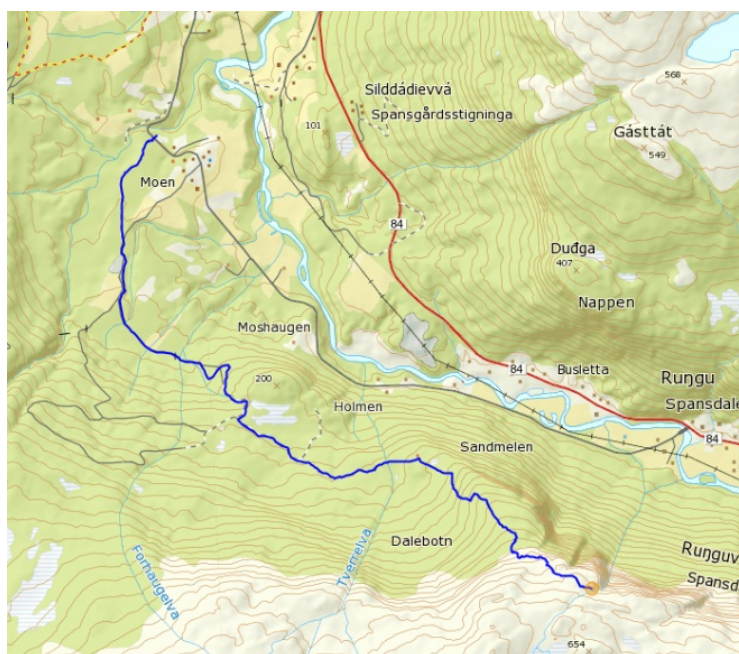 568
Silddádievvá
Spansgårdsstigninga
101
Gásttát
549
Moen
84
Duđga
407
Nappen
Moshaugen
84
Busletta
Ruŋgu
200
Spansdale
Holmen
84
Sandmelen
Dalebotn
Tverrelva
Forhaugelva
Ruŋguv
Spansd
654